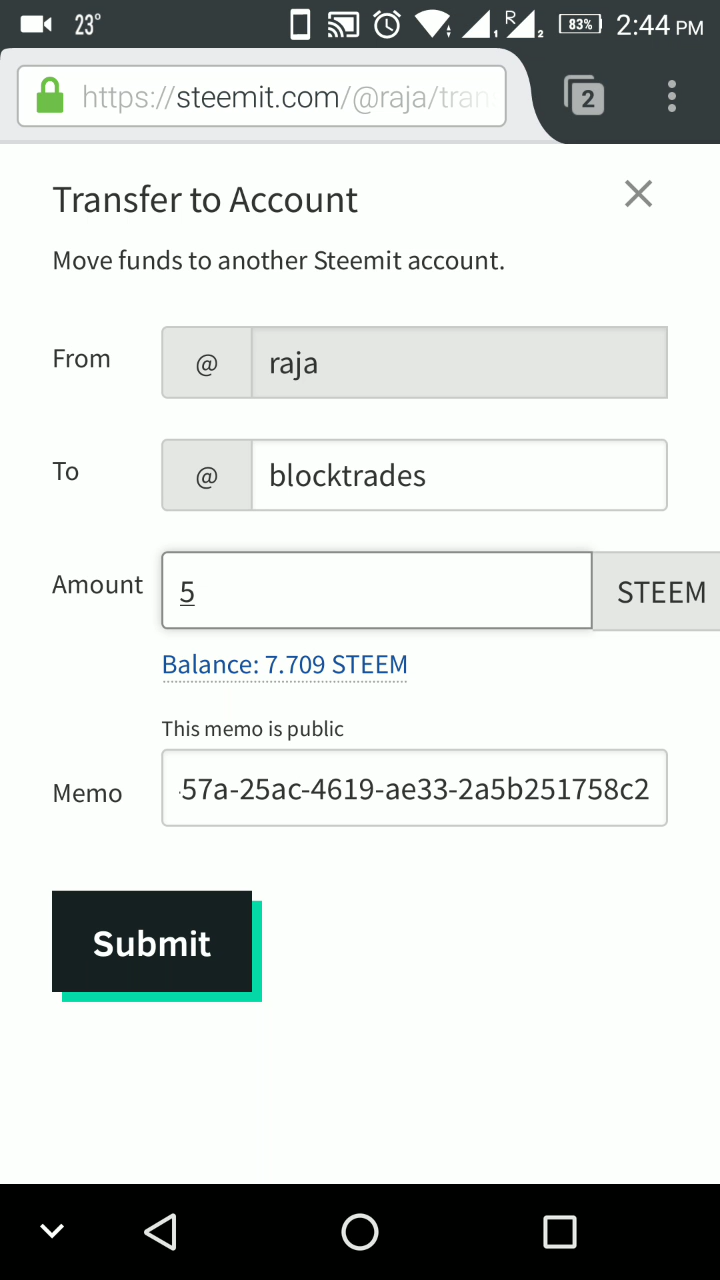 23°
1 R 2 83% 2:44 PM
https://steemit.com/@raja/tran
2
Transfer to Account
Move funds to another Steemit account.
From @ raja
To @ blocktrades
Amount 5 STEEM
Balance: 7.709 STEEM
This memo is public
Memo 57a-25ac-4619-ae33-2a5b251758c2
Submit